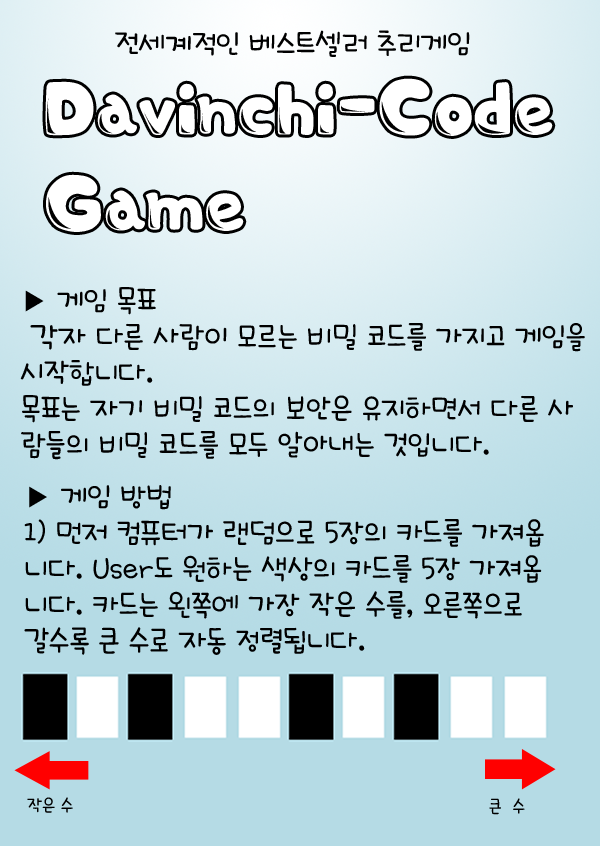 전세계적인 베스트셀러 추리게임
Davinchi-Code
Game
▶ 게임 목표
각자 다른 사람이 모르는 비밀 코드를 가지고 게임을
시작합니다.
목표는 자기 비밀 코드의 보안은 유지하면서 다른 사
람들의 비밀 코드를 모두 알아내는 것입니다.
▶ 게임 방법
1) 먼저 컴퓨터가 랜덤으로 5장의 카드를 가져옵
니다. User도 원하는 색상의 카드를 5장 가져옵
니다. 카드는 왼쪽에 가장 작은 수를, 오른쪽으로
갈수록 큰 수로 자동 정렬됩니다.
작은 수
큰 수